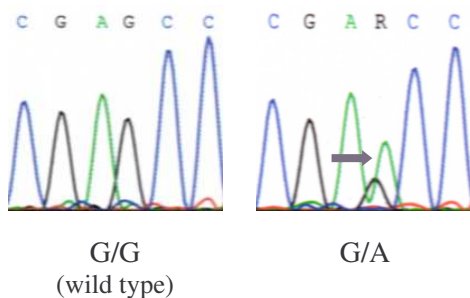 C G A G C C
C G A R C C
G/G
(wild type)
G/A